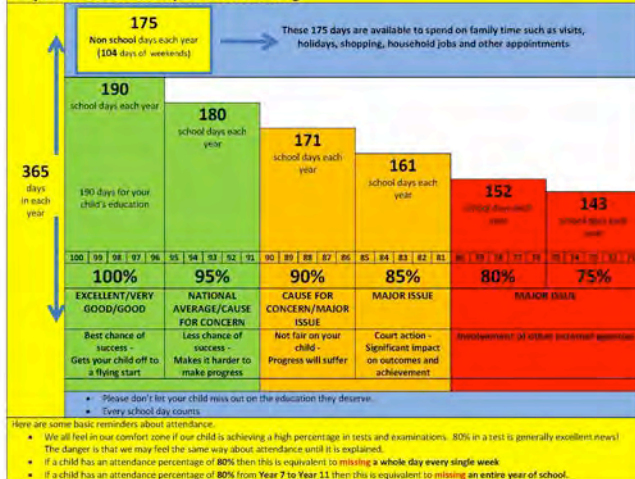 175
Non school days each year
(104 days of weekends)
These 175 days are available to spend on family time such as visits,
holidays, shopping, household jobs and other appointments
365
days
in each
year
190
school days each year
190 days for your
child's education
180
school days each
year
171
school days each
year
161
school days each
year
152
school days each
year
143
school days each
year
100 99 98 97 96 95 94 93 92 91 90 89 88 87 86 85 84 83 82 81
100% 95% 90% 85% 80% 75%
EXCELLENT/VERY
GOOD/GOOD
NATIONAL
AVERAGE/CAUSE
FOR CONCERN
CAUSE FOR
CONCERN/MAJOR
ISSUE
MAJOR ISSUE
MAJOR ISSUE
Best chance of
success -
Gets your child off to
a flying start
Less chance of
success -
Makes it harder to
make progress
Not fair on your
child -
Progress will suffer
Court action -
Significant impact
on outcomes and
achievement
Involvement of other external agencies
• Please don't let your child miss out on the education they deserve.
• Every school day counts
Here are some basic reminders about attendance.
• We all feel in our comfort zone if our child is achieving a high percentage in tests and examinations. 80% in a test is generally excellent news!
The danger is that we may feel the same way about attendance until it is explained.
• If a child has an attendance percentage of 80% then this is equivalent to missing a whole day every single week
• If a child has an attendance percentage of 80% from Year 7 to Year 11 then this is equivalent to missing an entire year of school.